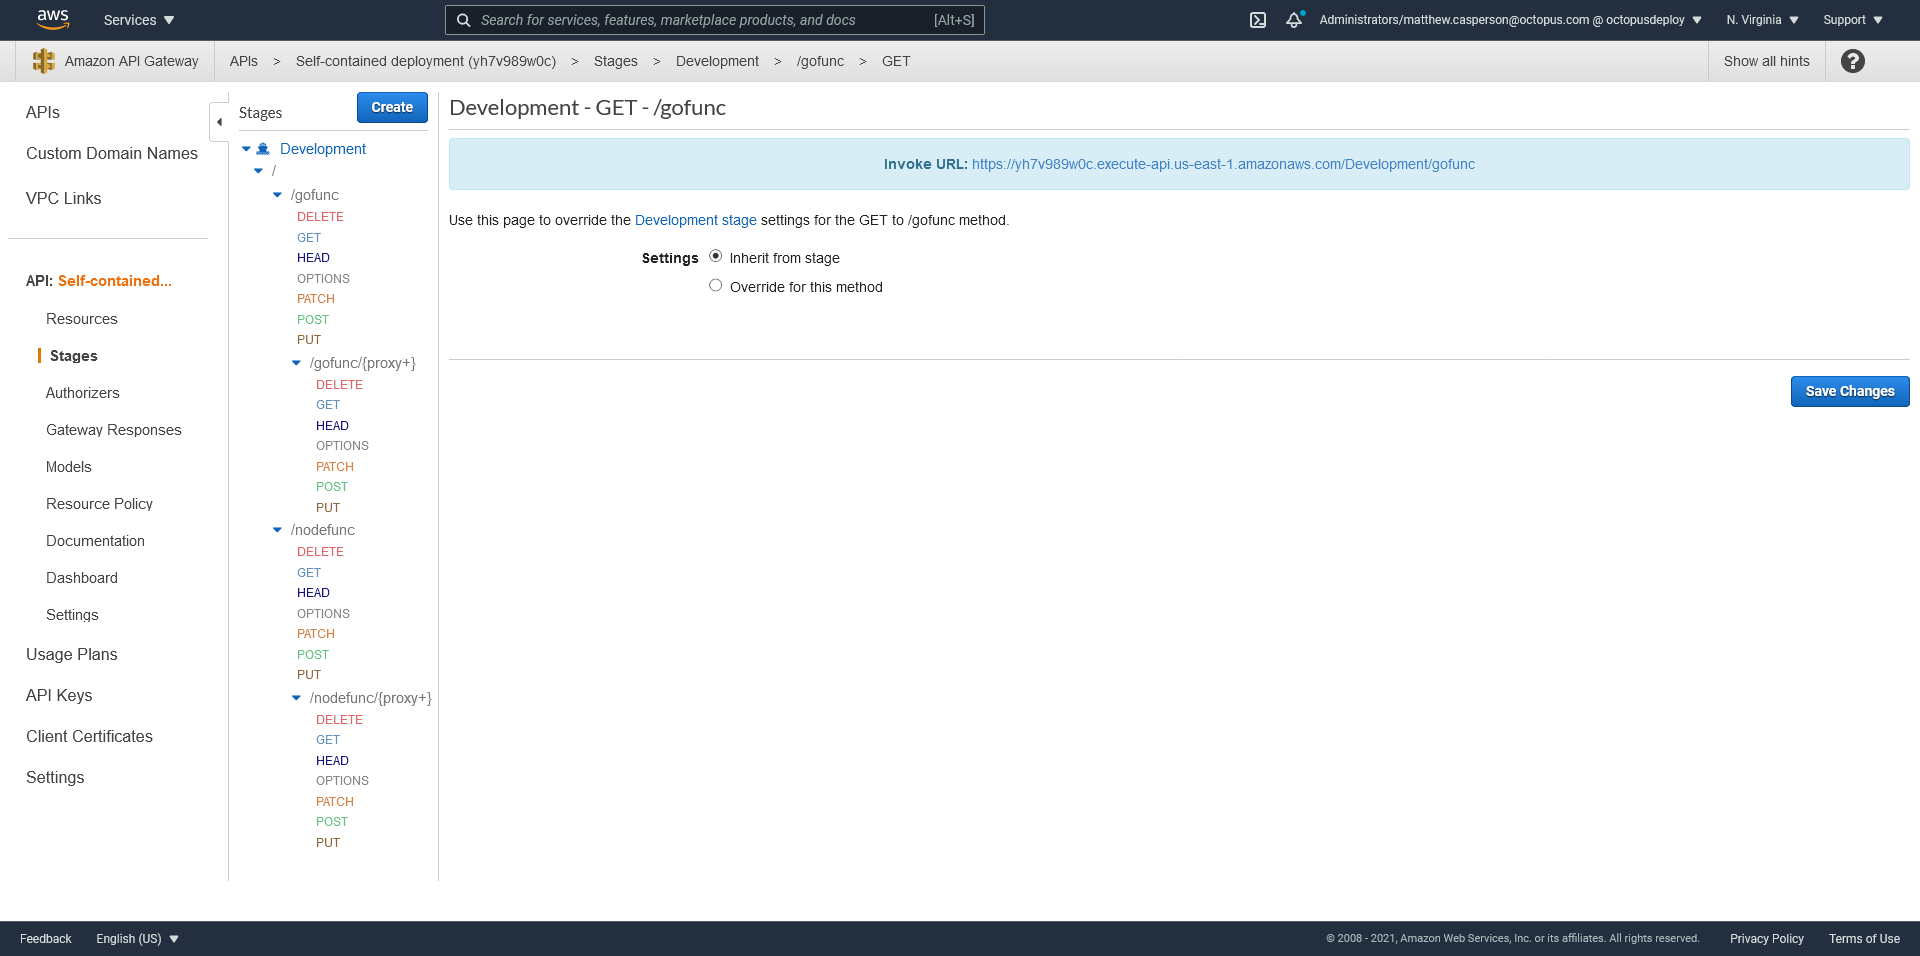 aws
Services
Search for services, features, marketplace products, and docs [Alt+S]
Administrators/matthew.casperson@octopus.com @ octopusdeploy
N. Virginia
Support
Amazon API Gateway
APIs > Self-contained deployment (yh7v989w0c) > Stages > Development > /gofunc > GET
Show all hints
?
APIs
Custom Domain Names
VPC Links
API: Self-contained...
Resources
Stages
Authorizers
Gateway Responses
Models
Resource Policy
Documentation
Dashboard
Settings
Usage Plans
API Keys
Client Certificates
Settings
Stages
Create
Development
/
/gofunc
DELETE
GET
HEAD
OPTIONS
PATCH
POST
PUT
/gofunc/{proxy+}
DELETE
GET
HEAD
OPTIONS
PATCH
POST
PUT
/nodefunc
DELETE
GET
HEAD
OPTIONS
PATCH
POST
PUT
/nodefunc/{proxy+}
DELETE
GET
HEAD
OPTIONS
PATCH
POST
PUT
Development - GET - /gofunc
Invoke URL: https://yh7v989w0c.execute-api.us-east-1.amazonaws.com/Development/gofunc
Use this page to override the Development stage settings for the GET to /gofunc method.
Settings
Inherit from stage
Override for this method
Save Changes
Feedback
English (US)
© 2008 - 2021, Amazon Web Services, Inc. or its affiliates. All rights reserved.
Privacy Policy
Terms of Use